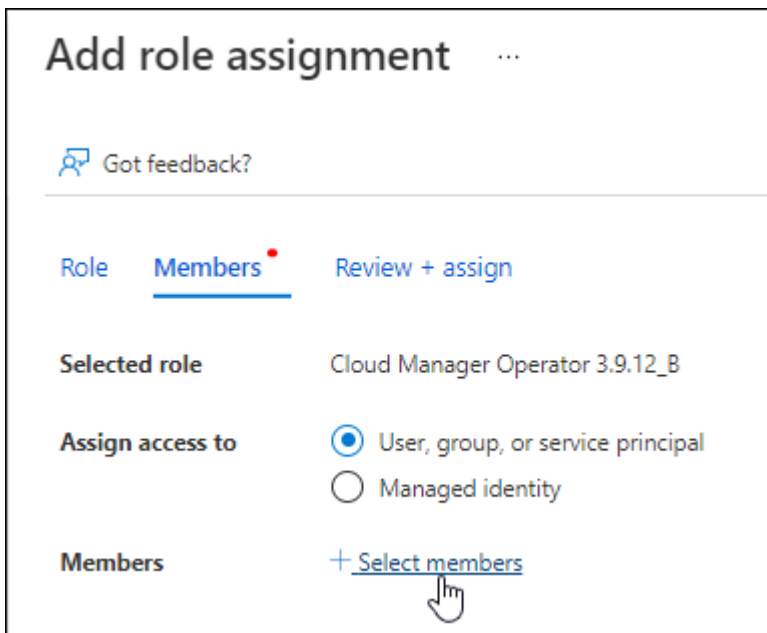 Add role assignment ...
Got feedback?
Role Members Review + assign
Selected role Cloud Manager Operator 3.9.12_B
Assign access to User, group, or service principal
Managed identity
Members + Select members